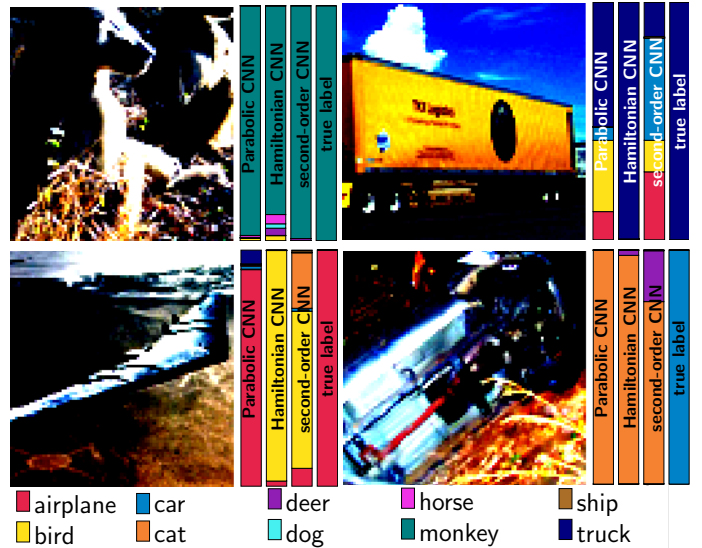 Parabolic CNN
Hamiltonian CNN
second-order CNN
true label
TKX Logistics
Parabolic CNN
Hamiltonian CNN
second-order CNN
true label
Parabolic CNN
Hamiltonian CNN
second-order CNN
true label
Parabolic CNN
Hamiltonian CNN
second-order CNN
true label
airplane car deer horse ship
bird cat dog monkey truck